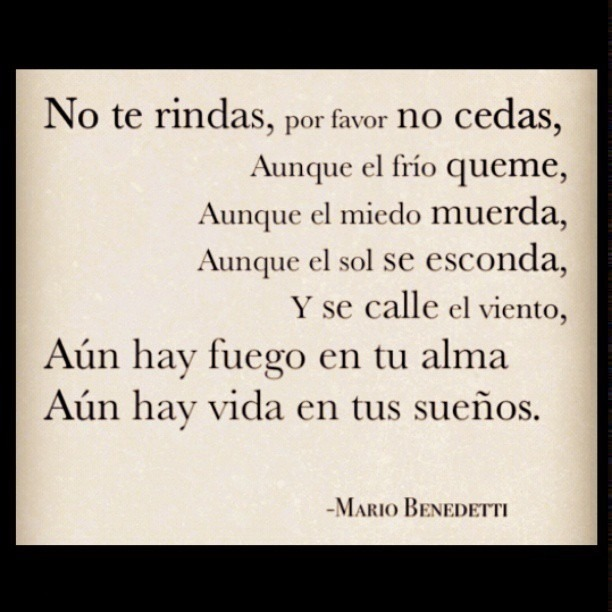 No te rindas, por favor no cedas,
Aunque el frío queme,
Aunque el miedo muerda,
Aunque el sol se esconda,
Y se calle el viento,
Aún hay fuego en tu alma
Aún hay vida en tus sueños.
-Mario Benedetti